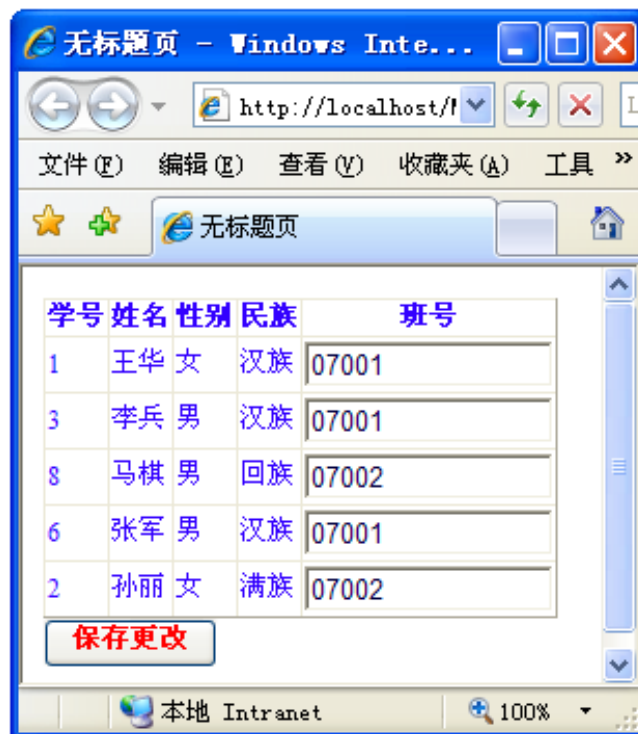 无标题页 - Windows Inte...
http://localhost/
文件(F) 编辑(E) 查看(V) 收藏夹(A) 工具 »
无标题页
学号 姓名 性别 民族 班号
1 王华 女 汉族 07001
3 李兵 男 汉族 07001
8 马棋 男 回族 07002
6 张军 男 汉族 07001
2 孙丽 女 满族 07002
保存更改
本地 Intranet 100%